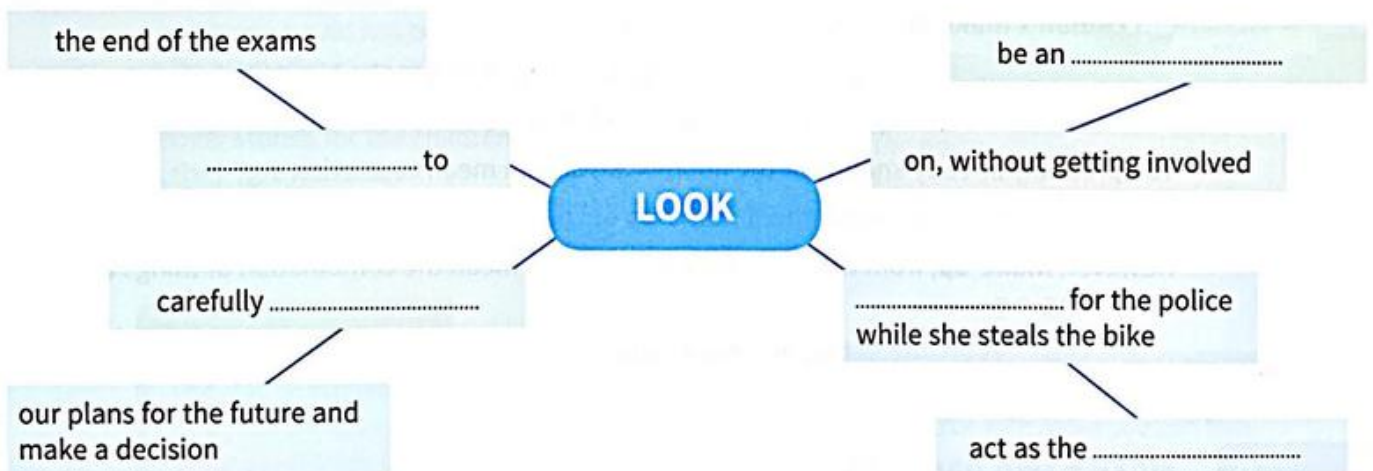 the end of the exams
be an ........................................
........................................ to
on, without getting involved
LOOK
carefully ........................................
........................................ for the police
while she steals the bike
our plans for the future and
make a decision
act as the ........................................